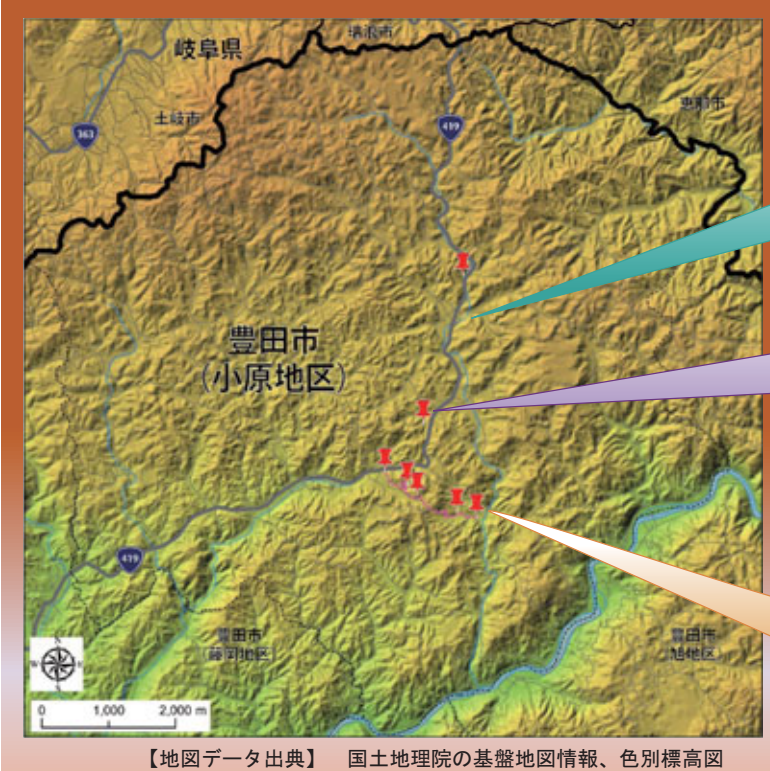 瑞浪市
岐阜県
恵那市
土岐市
363
419
豊田市
(小原地区)
419
豊田市
(藤岡地区)
豊田市
(旭地区)
N
W
E
S
0 1,000 2,000 m
【地図データ出典】 国土地理院の基盤地図情報、色別標高図